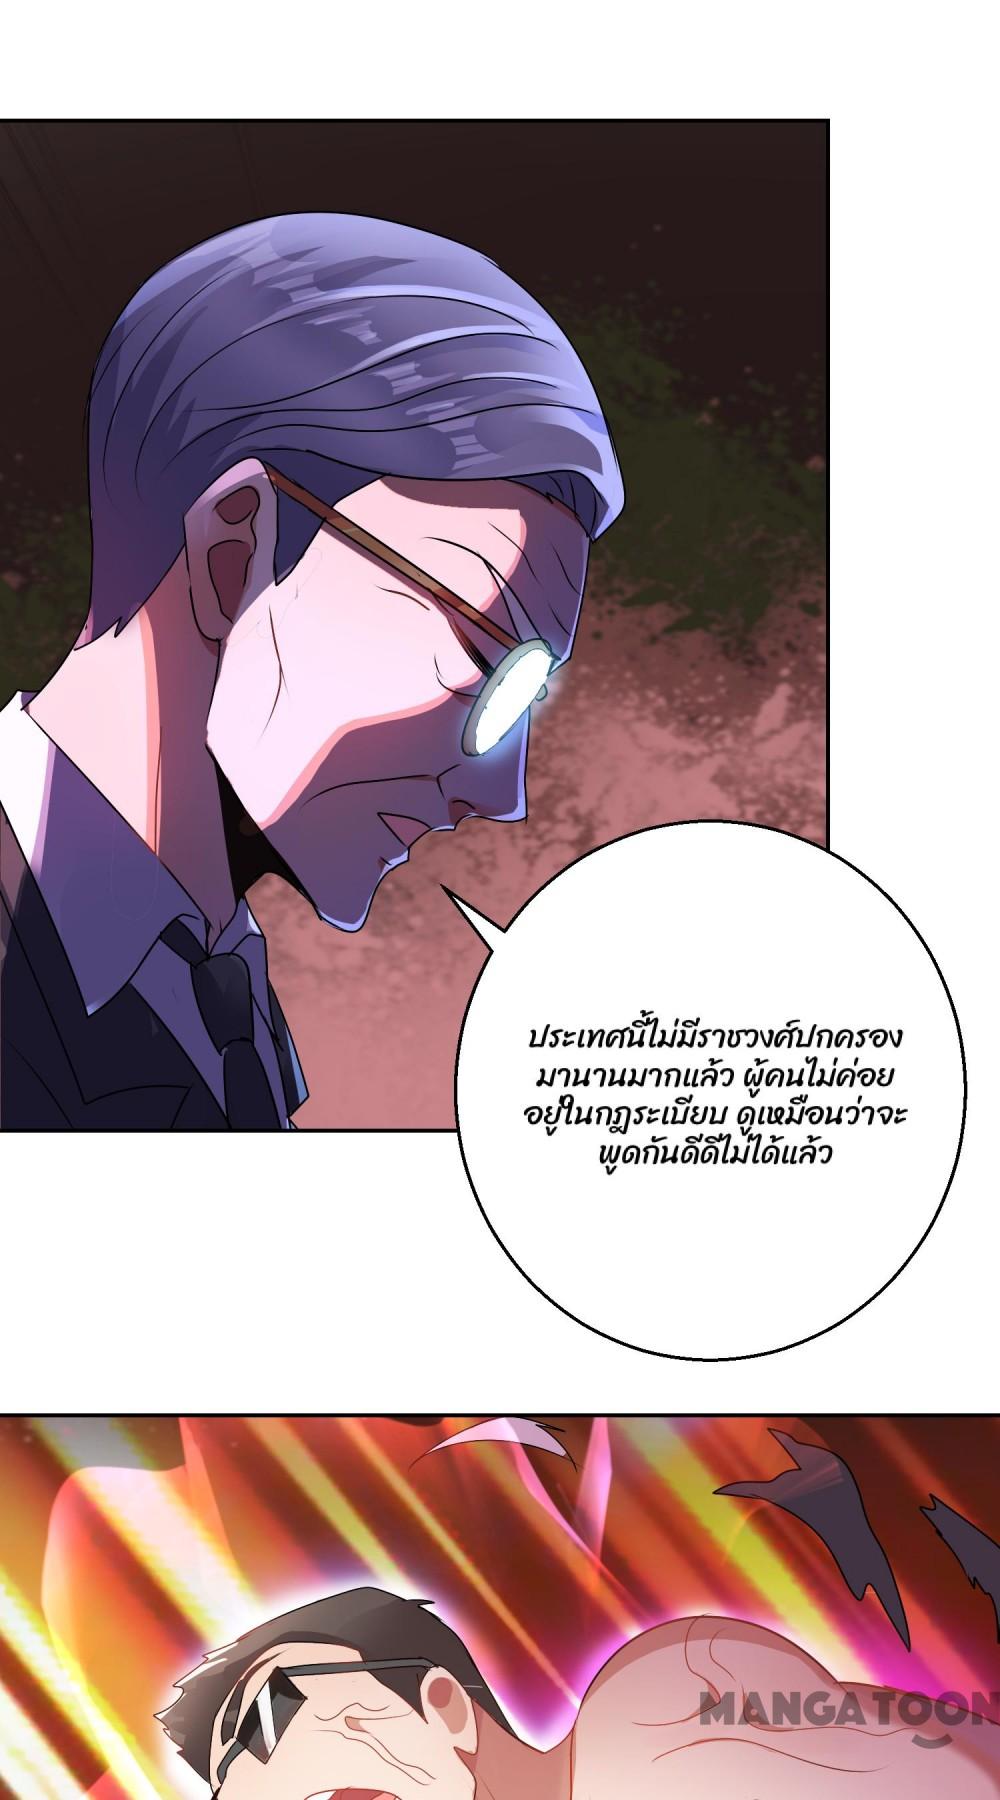 ประเทศนี้ไม่มีราชวงศ์ปกครอง
มานานมากแล้ว ผู้คนไม่ค่อย
อยู่ในกฎระเบียบ ดูเหมือนว่าจะ
พูดกันดีดีไม่ได้แล้ว
MANGATOON